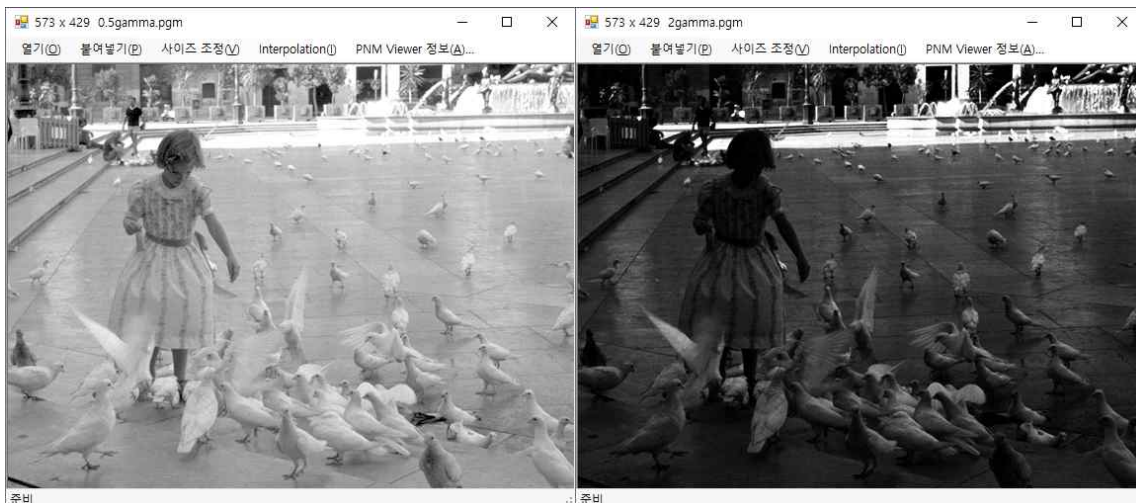 573 x 429 0.5gamma.pgm
열기(O) 붙여넣기(P) 사이즈 조정(V) Interpolation(I) PNM Viewer 정보(A)...
준비
573 x 429 2gamma.pgm
열기(O) 붙여넣기(P) 사이즈 조정(V) Interpolation(I) PNM Viewer 정보(A)...
준비